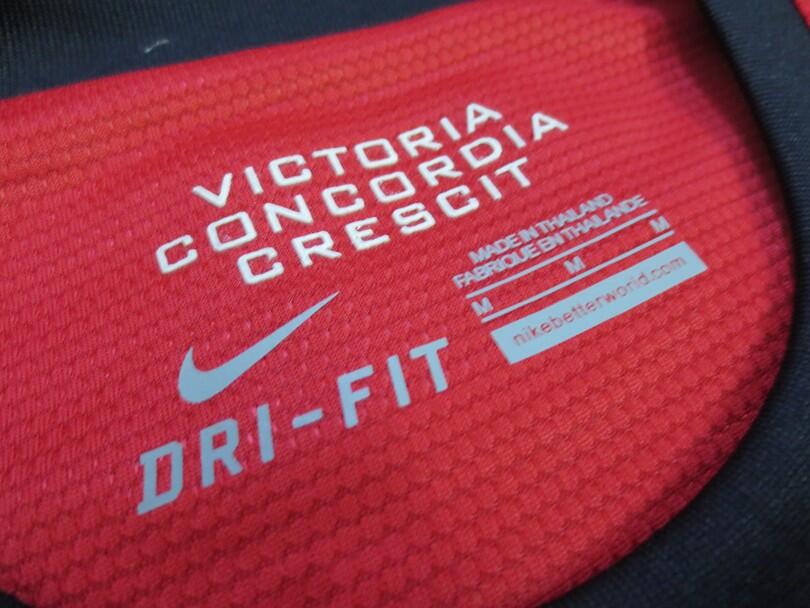 VICTORIA
CONCORDIA
CRESCIT
MADE IN THAILAND
FABRIQUE EN THAILANDE
M M M
nikebetterworld.com
DRI-FIT